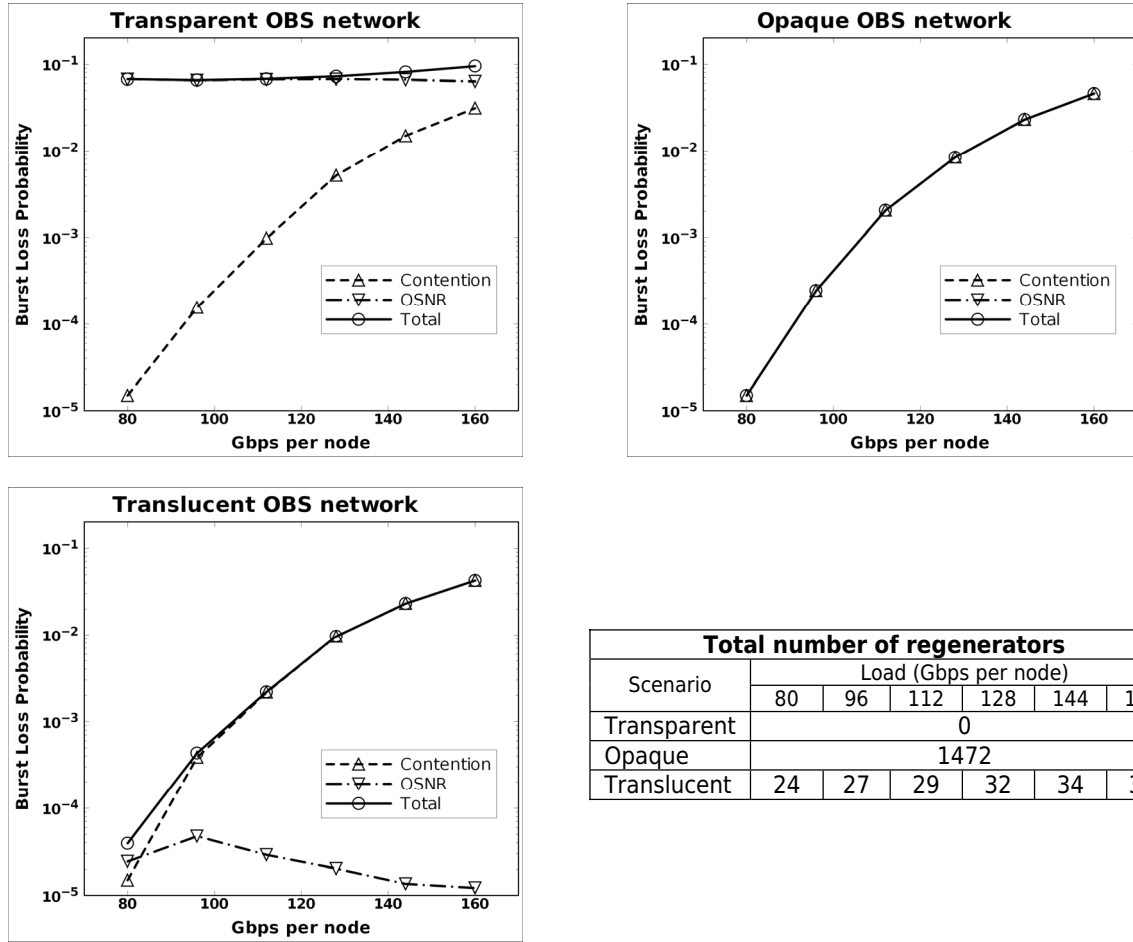 Transparent OBS network
Burst Loss Probability
10⁻¹
10⁻²
10⁻³
10⁻⁴
10⁻⁵
Contention
OSNR
Total
80 100 120 140 160
Gbps per node
Opaque OBS network
Burst Loss Probability
10⁻¹
10⁻²
10⁻³
10⁻⁴
10⁻⁵
Contention
OSNR
Total
80 100 120 140 160
Gbps per node
Translucent OBS network
Burst Loss Probability
10⁻¹
10⁻²
10⁻³
10⁻⁴
10⁻⁵
Contention
OSNR
Total
80 100 120 140 160
Gbps per node
Total number of regenerators
Scenario Load (Gbps per node)
80 96 112 128 144
Transparent 0
Opaque 1472
Translucent 24 27 29 32 34